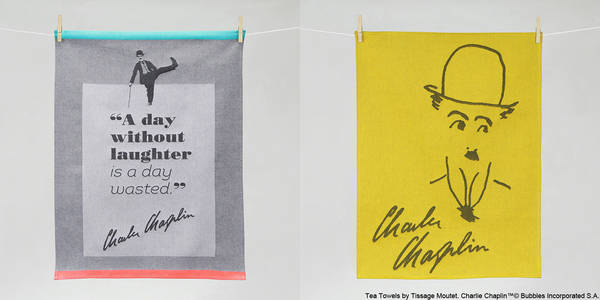 “A day
without
laughter
is a day
wasted.”
Charlie Chaplin
Charlie
Chaplin
Tea Towels by Tissage Moutet. Charlie Chaplin™© Bubbles Incorporated S.A.